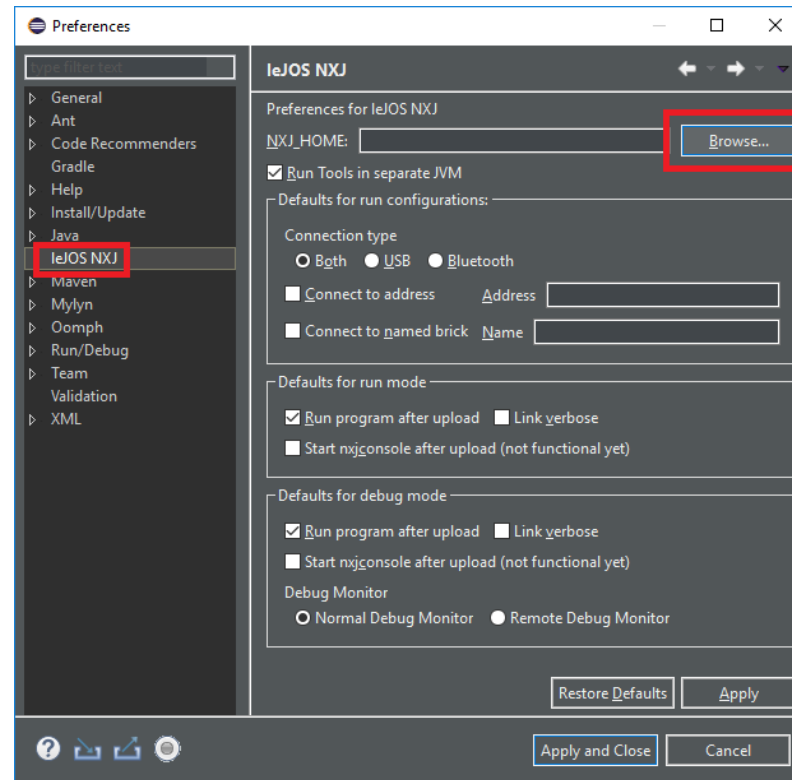 Preferences
type filter text
General
Ant
Code Recommenders
Gradle
Help
Install/Update
Java
leJOS NXJ
Maven
Mylyn
Oomph
Run/Debug
Team
Validation
XML
leJOS NXJ
Preferences for leJOS NXJ
NXJ_HOME: Browse...
Run Tools in separate JVM
Defaults for run configurations:
Connection type
Both USB Bluetooth
Connect to address Address
Connect to named brick Name
Defaults for run mode
Run program after upload Link verbose
Start nxjconsole after upload (not functional yet)
Defaults for debug mode
Run program after upload Link verbose
Start nxjconsole after upload (not functional yet)
Debug Monitor
Normal Debug Monitor Remote Debug Monitor
Restore Defaults Apply
? Apply and Close Cancel